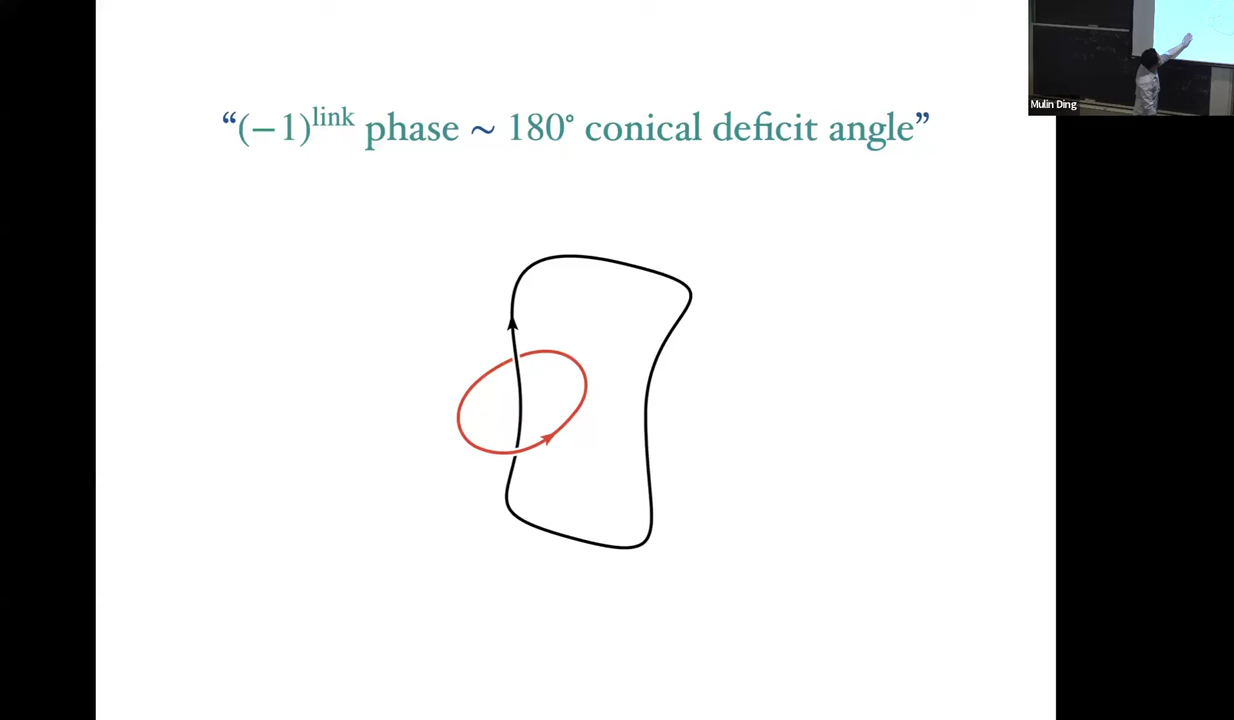 “(−1)^link phase ~ 180° conical deficit angle”
Mulin Ding